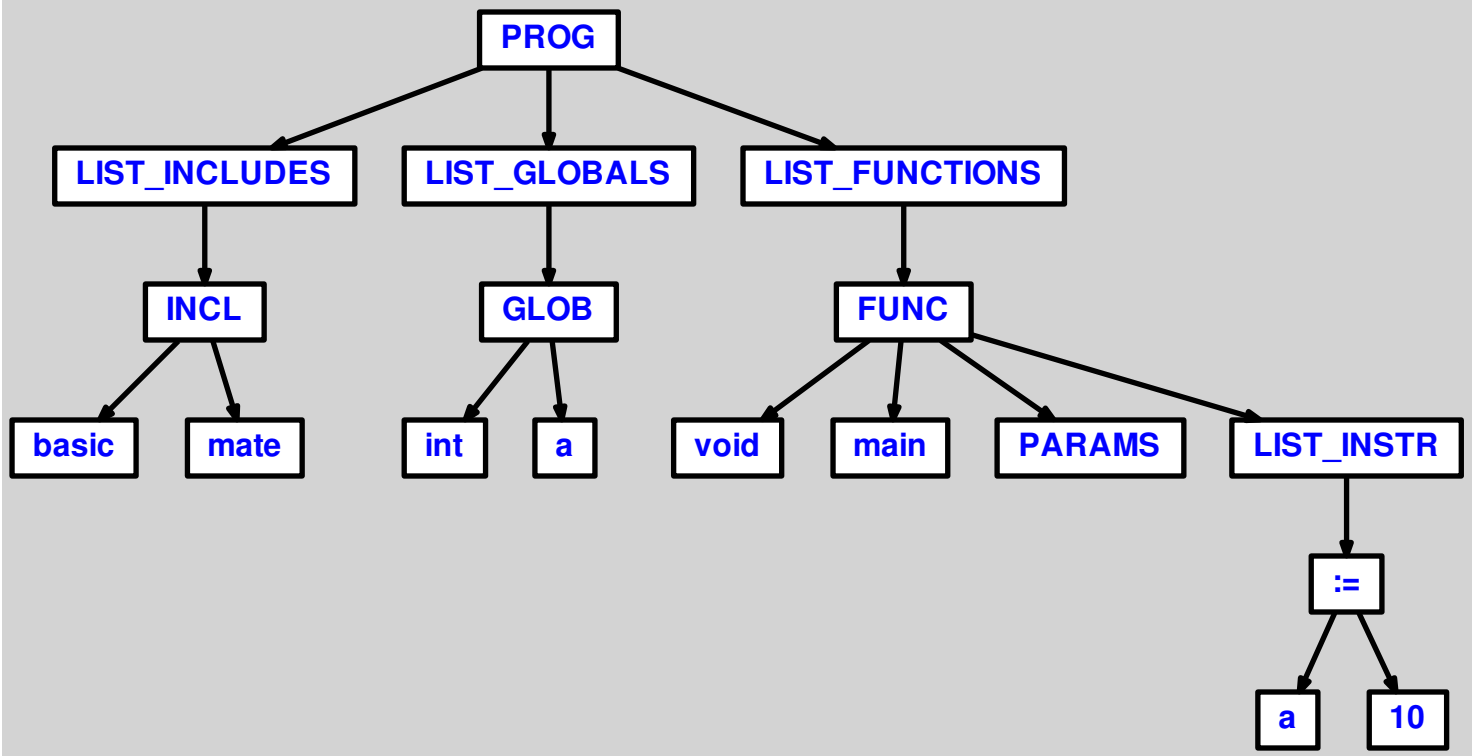 PROG
LIST_INCLUDES LIST_GLOBALS LIST_FUNCTIONS
INCL GLOB FUNC
basic mate int a void main PARAMS LIST_INSTR
:=
a 10